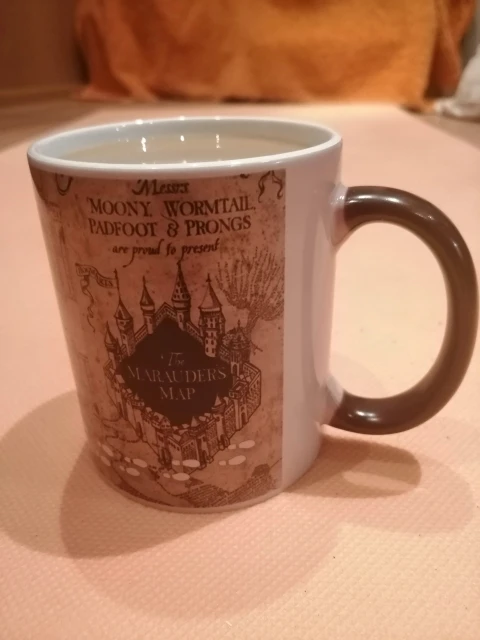 Messrs
MOONY, WORMTAIL,
PADFOOT & PRONGS
are proud to present
The
MARAUDER'S
MAP